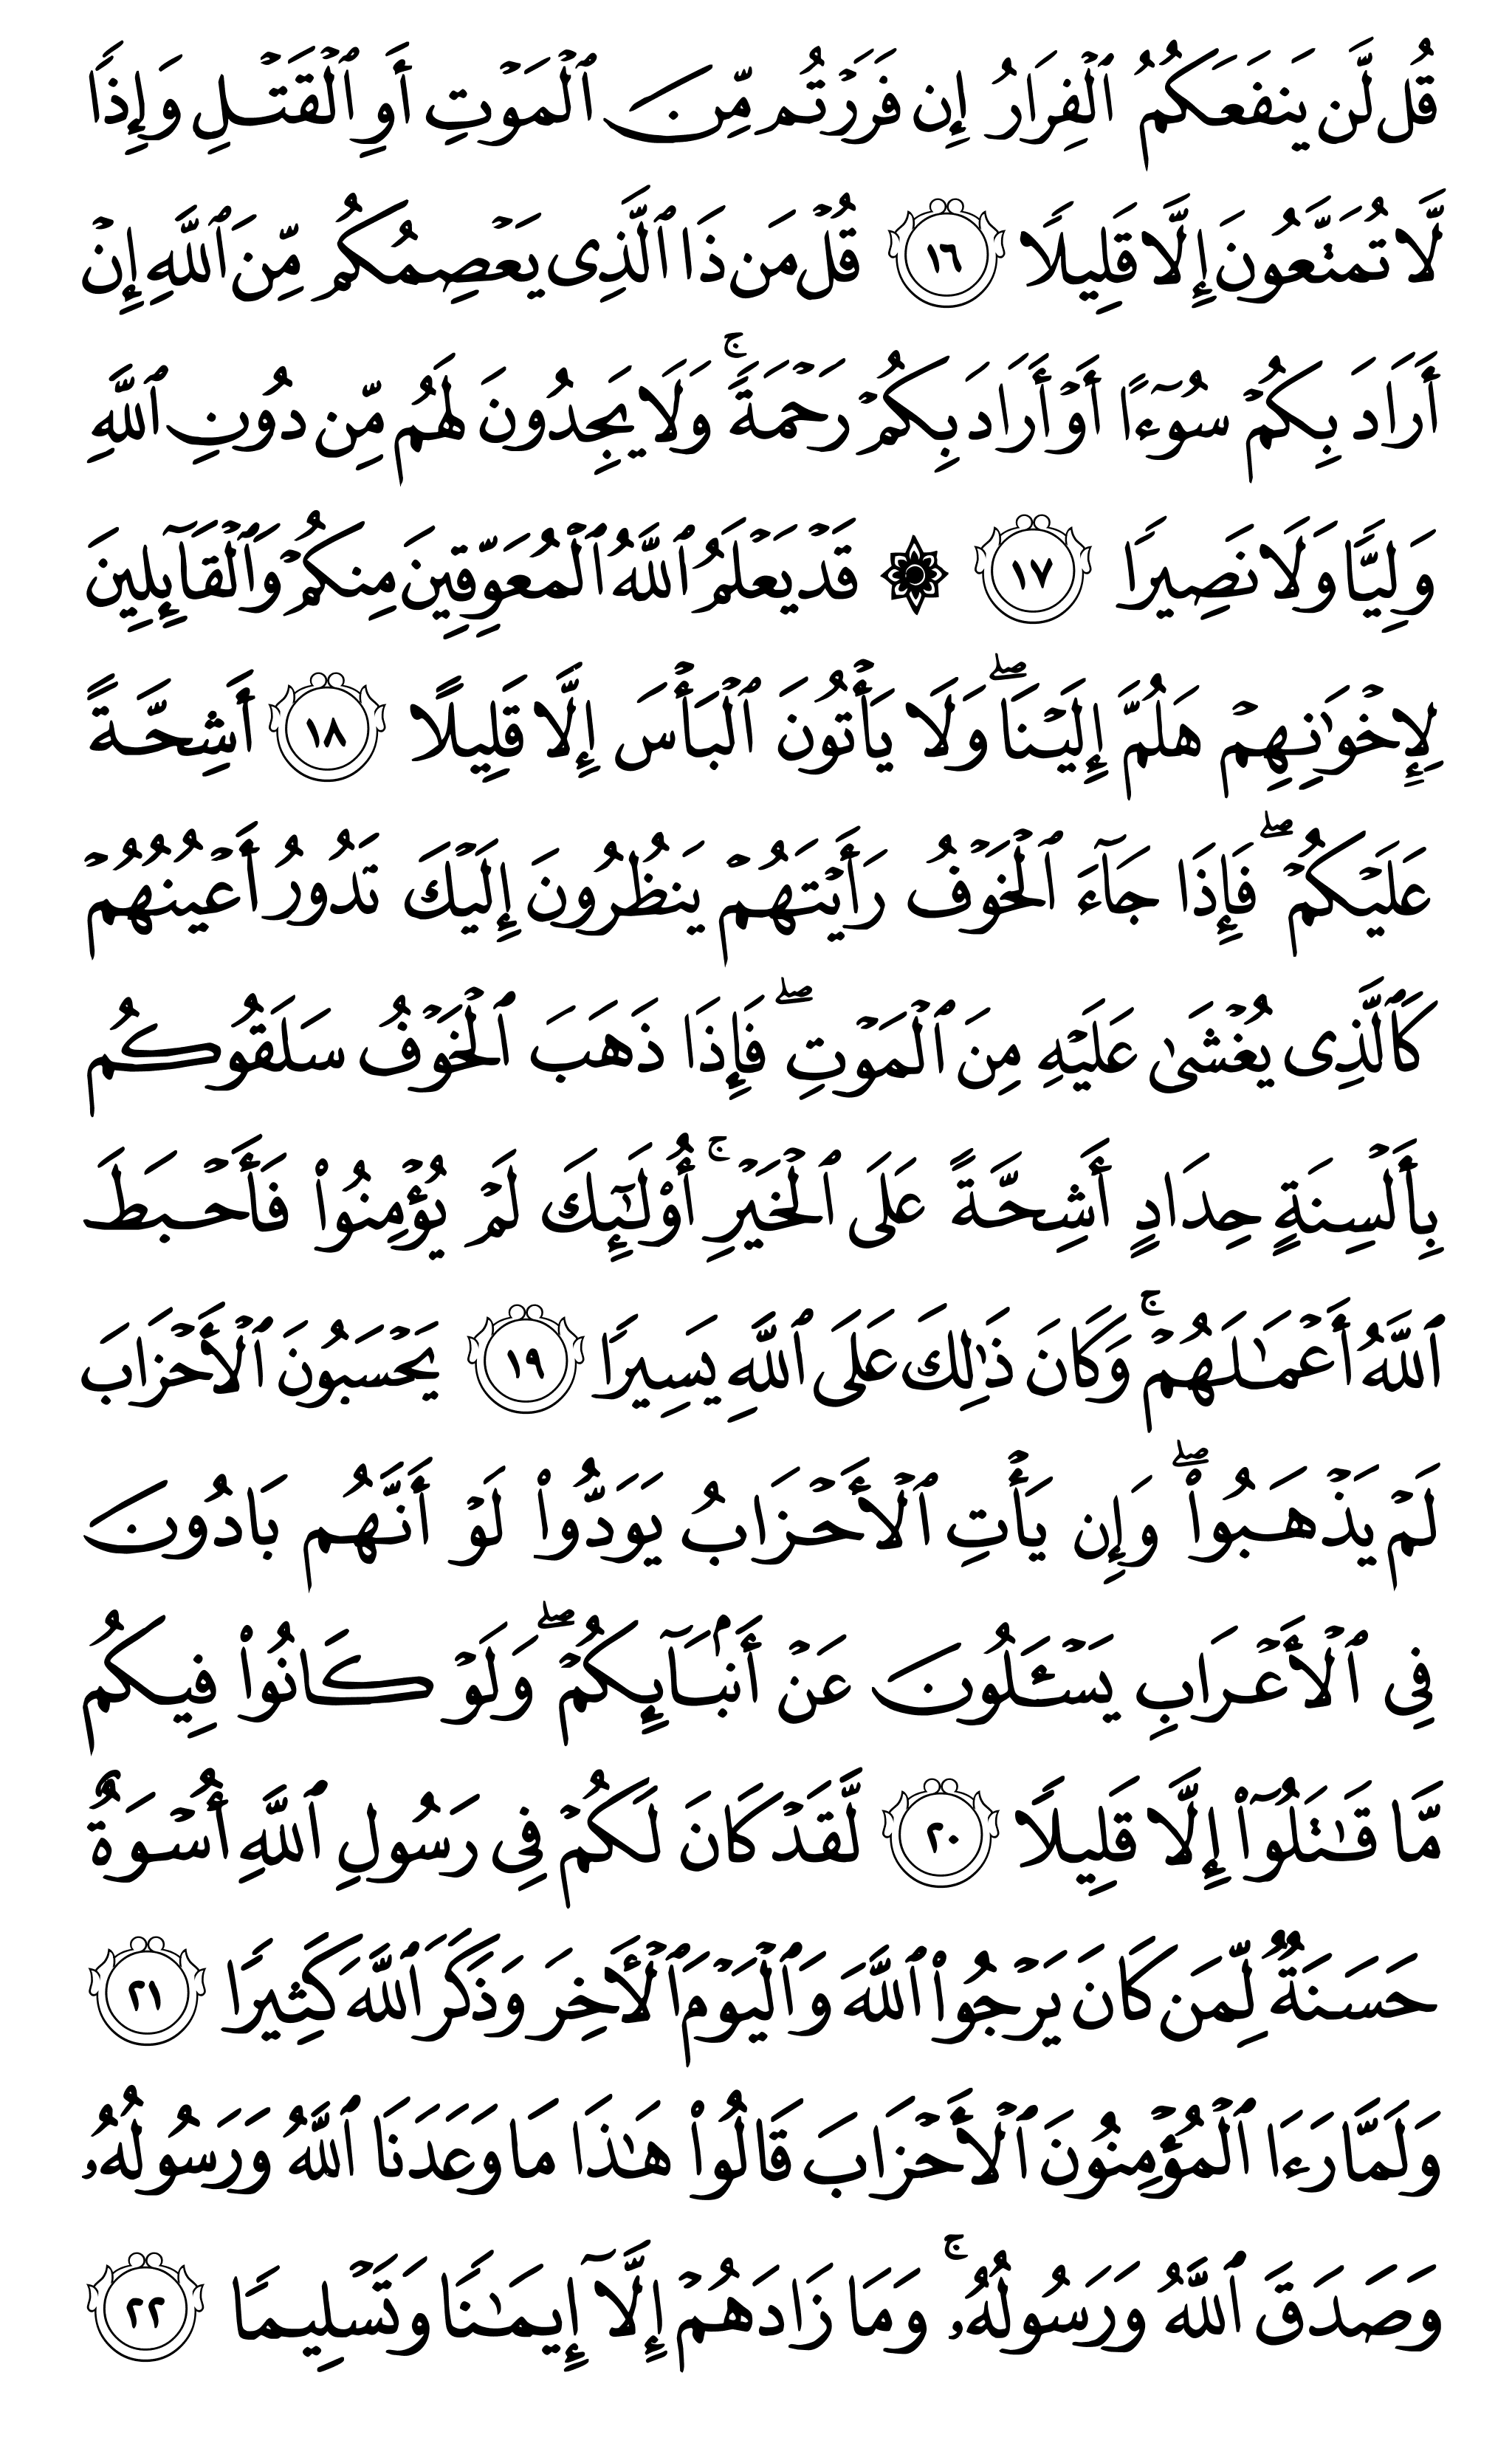 قُل لَّن يَنفَعَكُمُ ٱلۡفِرَارُ إِن فَرَرۡتُم مِّنَ ٱلۡمَوۡتِ أَوِ ٱلۡقَتۡلِ وَإِذٗا
لَّا تُمَتَّعُونَ إِلَّا قَلِيلٗا ١٦ قُلۡ مَن ذَا ٱلَّذِي يَعۡصِمُكُم مِّنَ ٱللَّهِ إِنۡ
أَرَادَ بِكُمۡ سُوٓءًا أَوۡ أَرَادَ بِكُمۡ رَحۡمَةٗۚ وَلَا يَجِدُونَ لَهُم مِّن دُونِ ٱللَّهِ
وَلِيّٗا وَلَا نَصِيرٗا ١٧ ۞ قَدۡ يَعۡلَمُ ٱللَّهُ ٱلۡمُعَوِّقِينَ مِنكُمۡ وَٱلۡقَآئِلِينَ
لِإِخۡوَٰنِهِمۡ هَلُمَّ إِلَيۡنَاۖ وَلَا يَأۡتُونَ ٱلۡبَأۡسَ إِلَّا قَلِيلًا ١٨ أَشِحَّةً
عَلَيۡكُمۡۖ فَإِذَا جَآءَ ٱلۡخَوۡفُ رَأَيۡتَهُمۡ يَنظُرُونَ إِلَيۡكَ تَدُورُ أَعۡيُنُهُمۡ
كَٱلَّذِي يُغۡشَىٰ عَلَيۡهِ مِنَ ٱلۡمَوۡتِۖ فَإِذَا ذَهَبَ ٱلۡخَوۡفُ سَلَقُوكُم
بِأَلۡسِنَةٍ حِدَادٍ أَشِحَّةً عَلَى ٱلۡخَيۡرِۚ أُوْلَٰٓئِكَ لَمۡ يُؤۡمِنُواْ فَأَحۡبَطَ
ٱللَّهُ أَعۡمَٰلَهُمۡۚ وَكَانَ ذَٰلِكَ عَلَى ٱللَّهِ يَسِيرٗا ١٩ يَحۡسَبُونَ ٱلۡأَحۡزَابَ
لَمۡ يَذۡهَبُواْۖ وَإِن يَأۡتِ ٱلۡأَحۡزَابُ يَوَدُّواْ لَوۡ أَنَّهُم بَادُونَ
فِي ٱلۡأَعۡرَابِ يَسۡـَٔلُونَ عَنۡ أَنۢبَآئِكُمۡۖ وَلَوۡ كَانُواْ فِيكُم
مَّا قَٰتَلُوٓاْ إِلَّا قَلِيلٗا ٢٠ لَّقَدۡ كَانَ لَكُمۡ فِي رَسُولِ ٱللَّهِ أُسۡوَةٌ
حَسَنَةٞ لِّمَن كَانَ يَرۡجُواْ ٱللَّهَ وَٱلۡيَوۡمَ ٱلۡأٓخِرَ وَذَكَرَ ٱللَّهَ كَثِيرٗا ٢١
وَلَمَّا رَءَا ٱلۡمُؤۡمِنُونَ ٱلۡأَحۡزَابَ قَالُواْ هَٰذَا مَا وَعَدَنَا ٱللَّهُ وَرَسُولُهُۥ
وَصَدَقَ ٱللَّهُ وَرَسُولُهُۥۚ وَمَا زَادَهُمۡ إِلَّآ إِيمَٰنٗا وَتَسۡلِيمٗا ٢٢